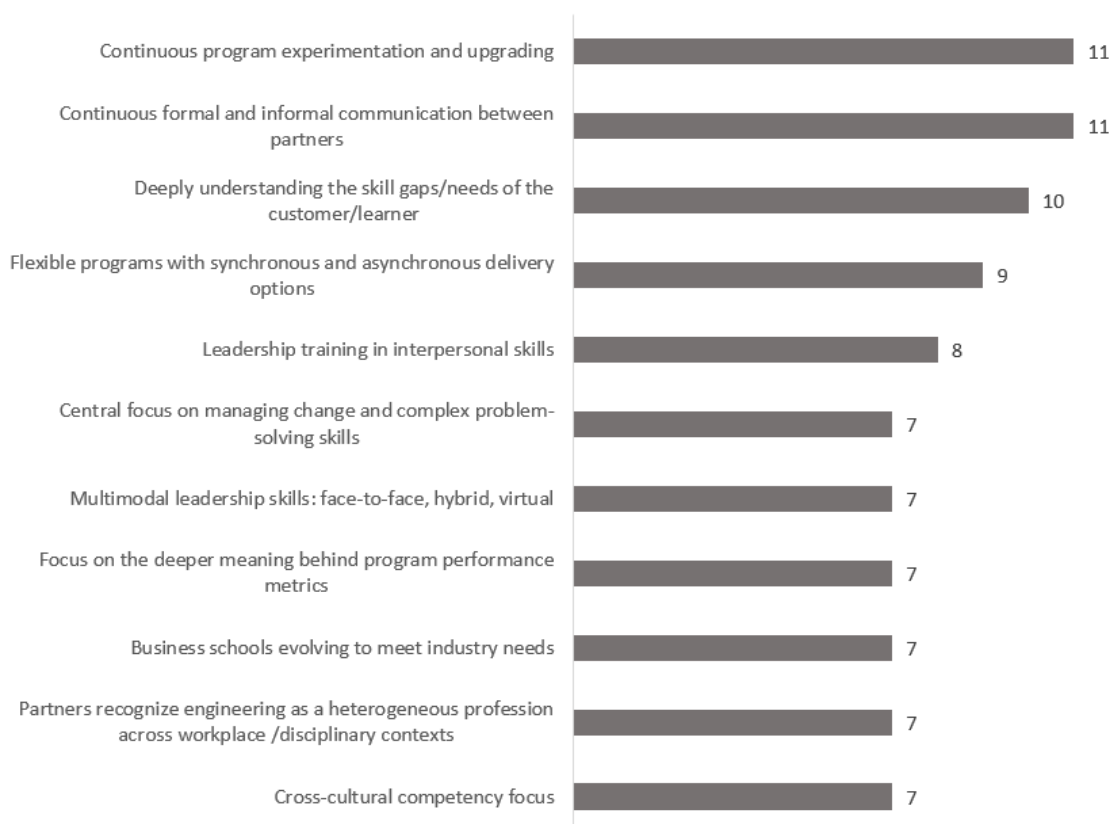 Continuous program experimentation and upgrading
11
Continuous formal and informal communication between
partners
11
Deeply understanding the skill gaps/needs of the
customer/learner
10
Flexible programs with synchronous and asynchronous delivery
options
9
Leadership training in interpersonal skills
8
Central focus on managing change and complex problem-
solving skills
7
Multimodal leadership skills: face-to-face, hybrid, virtual
7
Focus on the deeper meaning behind program performance
metrics
7
Business schools evolving to meet industry needs
7
Partners recognize engineering as a heterogeneous profession
across workplace /disciplinary contexts
7
Cross-cultural competency focus
7